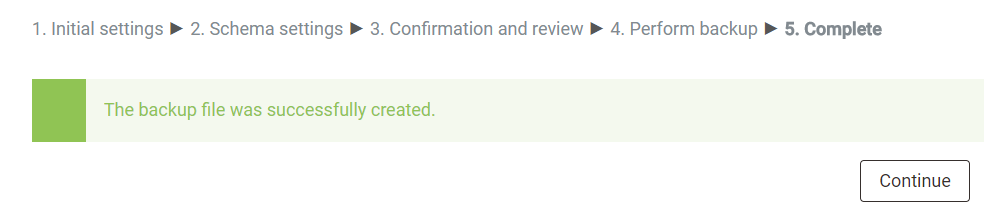 1. Initial settings ► 2. Schema settings ► 3. Confirmation and review ► 4. Perform backup ► 5. Complete
The backup file was successfully created.
Continue